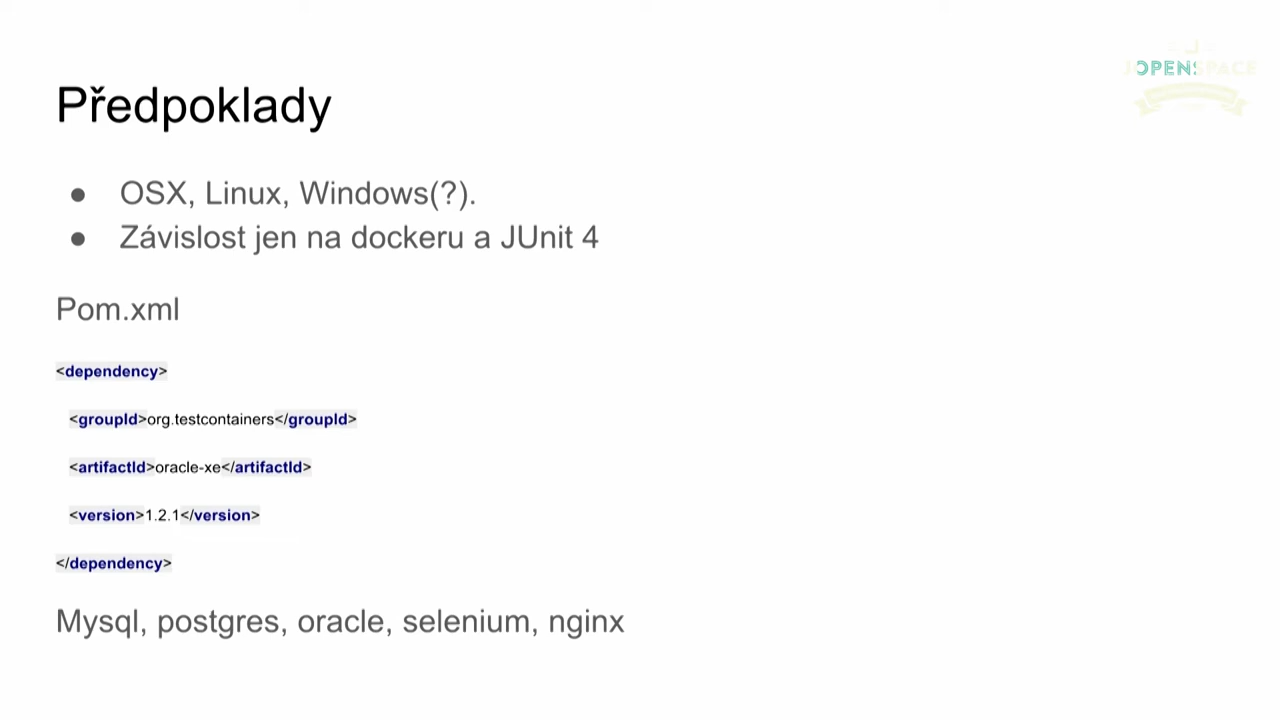 JOPENSPACE
Předpoklady
● OSX, Linux, Windows(?).
● Závislost jen na dockeru a JUnit 4
Pom.xml
<dependency>
<groupId>org.testcontainers</groupId>
<artifactId>oracle-xe</artifactId>
<version>1.2.1</version>
</dependency>
Mysql, postgres, oracle, selenium, nginx